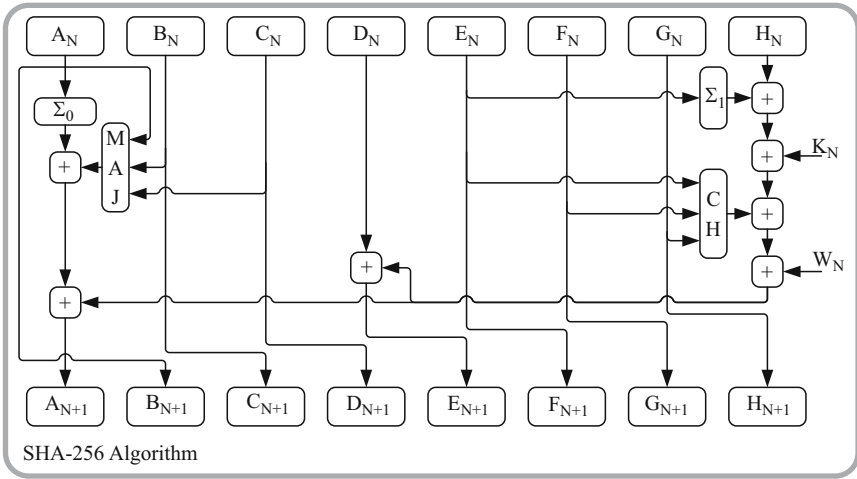 A_N B_N C_N D_N E_N F_N G_N H_N
Σ_0
Σ_1
+
M
A
J
+
+
K_N
C
H
+
+
W_N
+
+
A_N+1 B_N+1 C_N+1 D_N+1 E_N+1 F_N+1 G_N+1 H_N+1
SHA-256 Algorithm